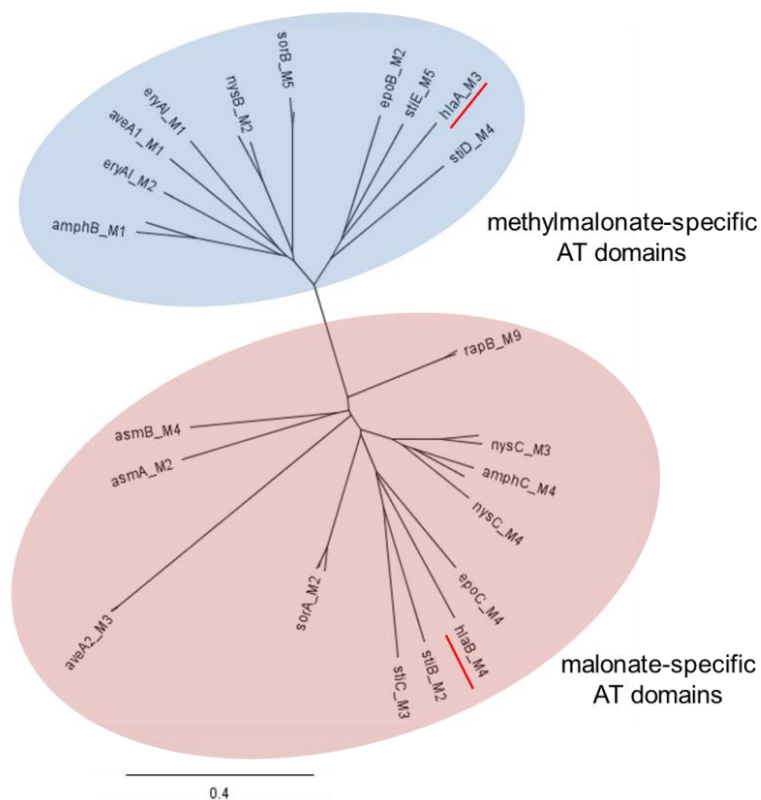 sorB_M5
epoB_M2
stiE_M5
hlaA_M3
nysB_M2
eryAI_M1
aveA1_M1
stiD_M4
eryAI_M2
amphB_M1
methylmalonate-specific
AT domains
rapB_M9
asmB_M4
nysC_M3
asmA_M2
amphC_M4
nysC_M4
sorA_M2
epoC_M4
aveA2_M3
hlaB_M4
stiB_M2
stiC_M3
malonate-specific
AT domains
0.4